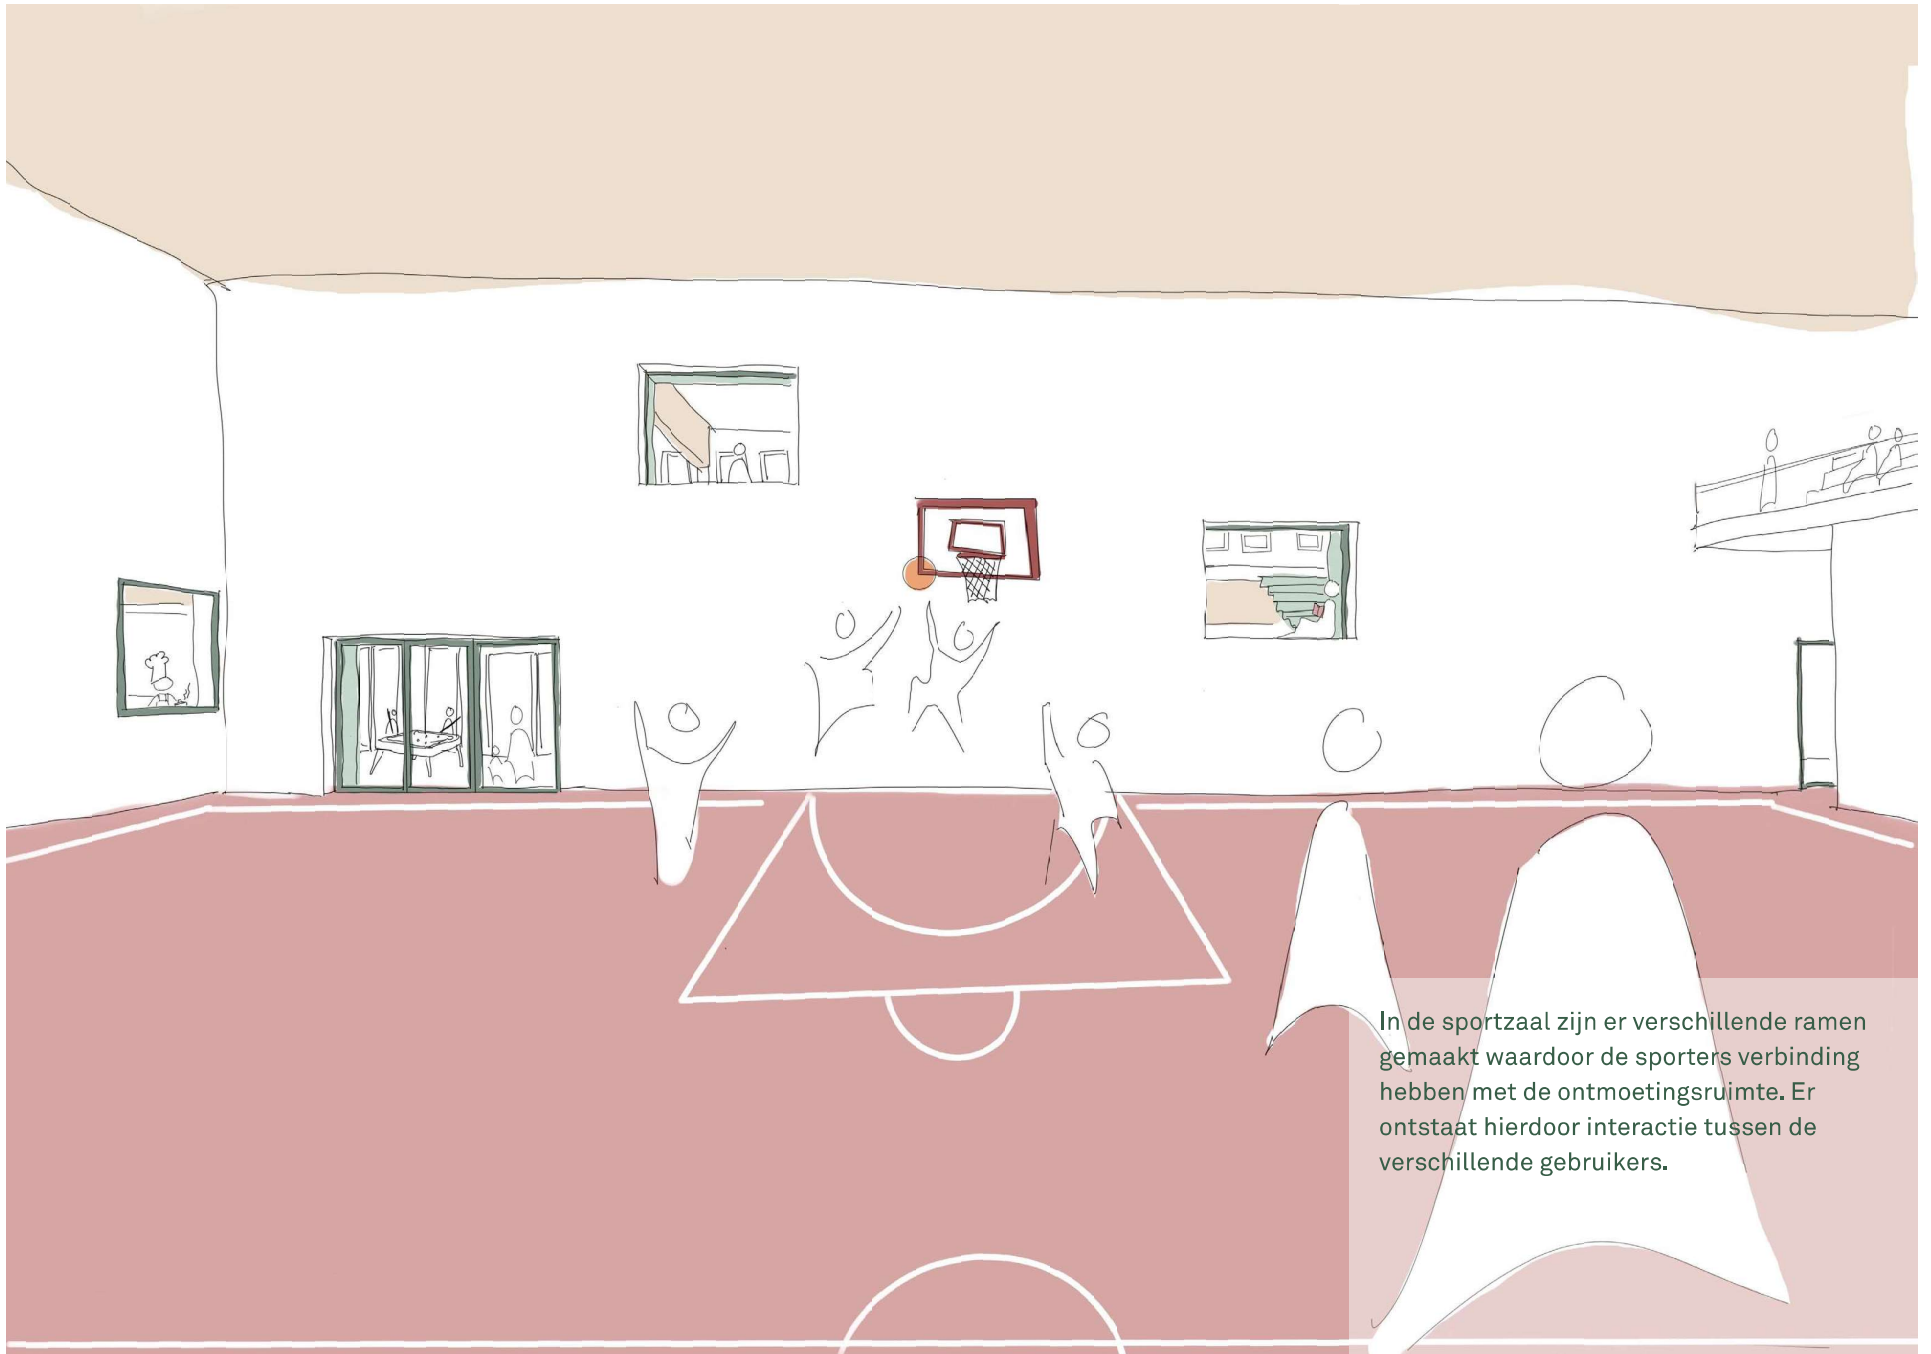 In de sportzaal zijn er verschillende ramen
gemaakt waardoor de sporters verbinding
hebben met de ontmoetingsruimte. Er
ontstaat hierdoor interactie tussen de
verschillende gebruikers.